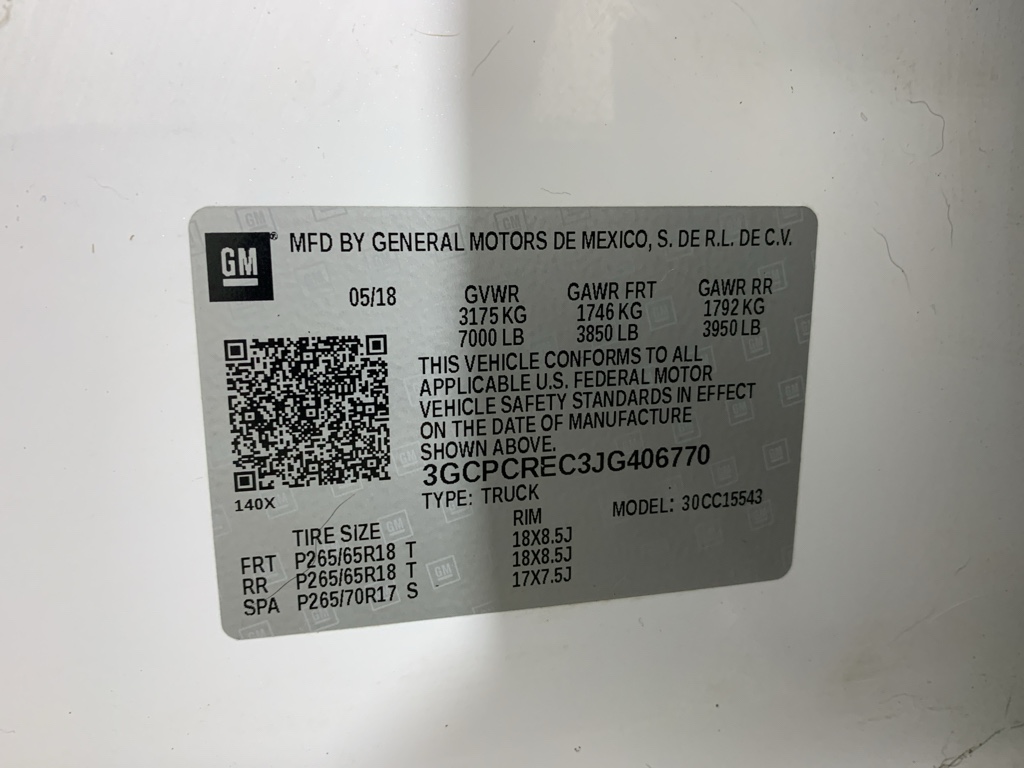 GM
MFD BY GENERAL MOTORS DE MEXICO, S. DE R.L. DE C.V.
05/18 GVWR GAWR FRT GAWR RR
3175 KG 1746 KG 1792 KG
7000 LB 3850 LB 3950 LB
THIS VEHICLE CONFORMS TO ALL
APPLICABLE U.S. FEDERAL MOTOR
VEHICLE SAFETY STANDARDS IN EFFECT
ON THE DATE OF MANUFACTURE
SHOWN ABOVE.
3GCPCREC3JG406770
140X TYPE: TRUCK MODEL: 30CC15543
TIRE SIZE RIM
FRT P265/65R18 T 18X8.5J
RR P265/65R18 T 18X8.5J
SPA P265/70R17 S 17X7.5J